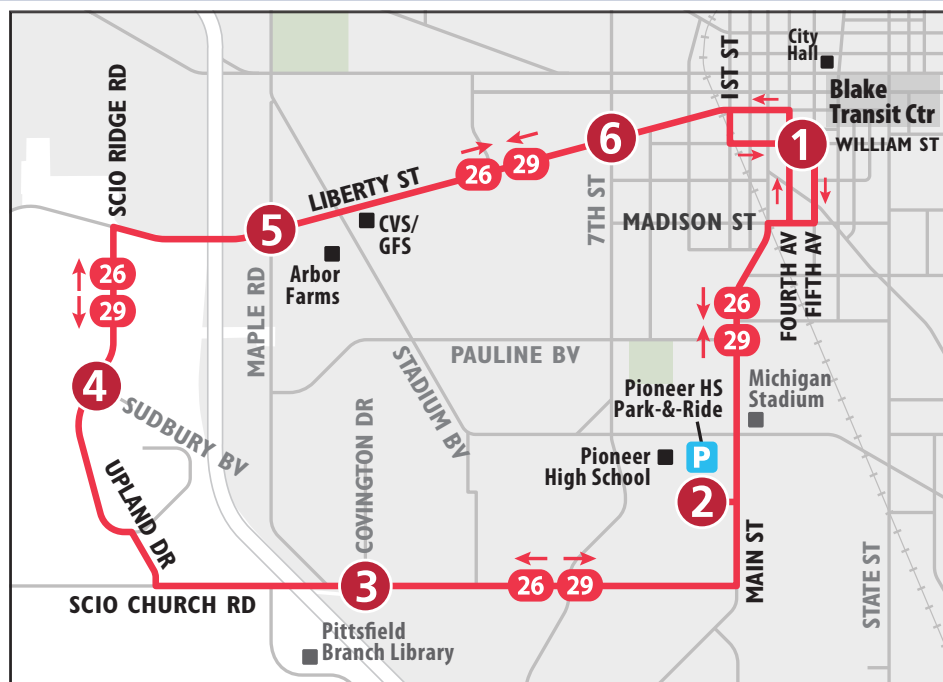 City
Hall
1ST ST
Blake
Transit Ctr
1
WILLIAM ST
SCIO RIDGE RD
6
26
29
LIBERTY ST
7TH ST
MADISON ST
5
CVS/
GFS
Arbor
Farms
MAPLE RD
FOURTH AV
FIFTH AV
26
29
26
29
PAULINE BV
STADIUM BV
4
SUDBURY BV
Michigan
Stadium
Pioneer HS
Park-&-Ride
P
Pioneer
High School
2
COVINGTON DR
UPLAND DR
MAIN ST
STATE ST
3
26
29
SCIO CHURCH RD
Pittsfield
Branch Library